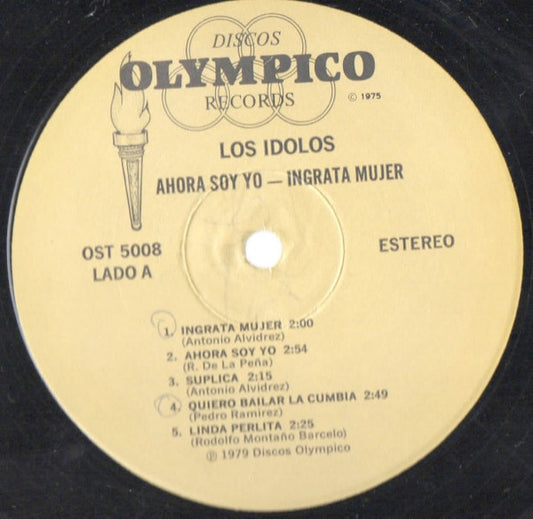 DISCOS
OLYMPICO
RECORDS
© 1975
LOS IDOLOS
AHORA SOY YO — INGRATA MUJER
OST 5008
LADO A
ESTEREO
1. INGRATA MUJER 2:00
(Antonio Alvidrez)
2. AHORA SOY YO 2:54
(R. De La Peña)
3. SUPLICA 2:15
(Antonio Alvidrez)
4. QUIERO BAILAR LA CUMBIA 2:49
(Pedro Ramirez)
5. LINDA PERLITA 2:25
(Rodolfo Montaño Barcelo)
℗ 1979 Discos Olympico